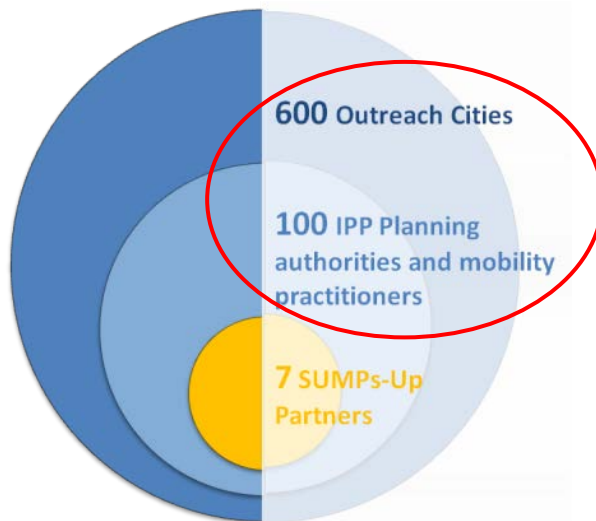 600 Outreach Cities
100 IPP Planning
authorities and mobility
practitioners
7 SUMPs-Up
Partners